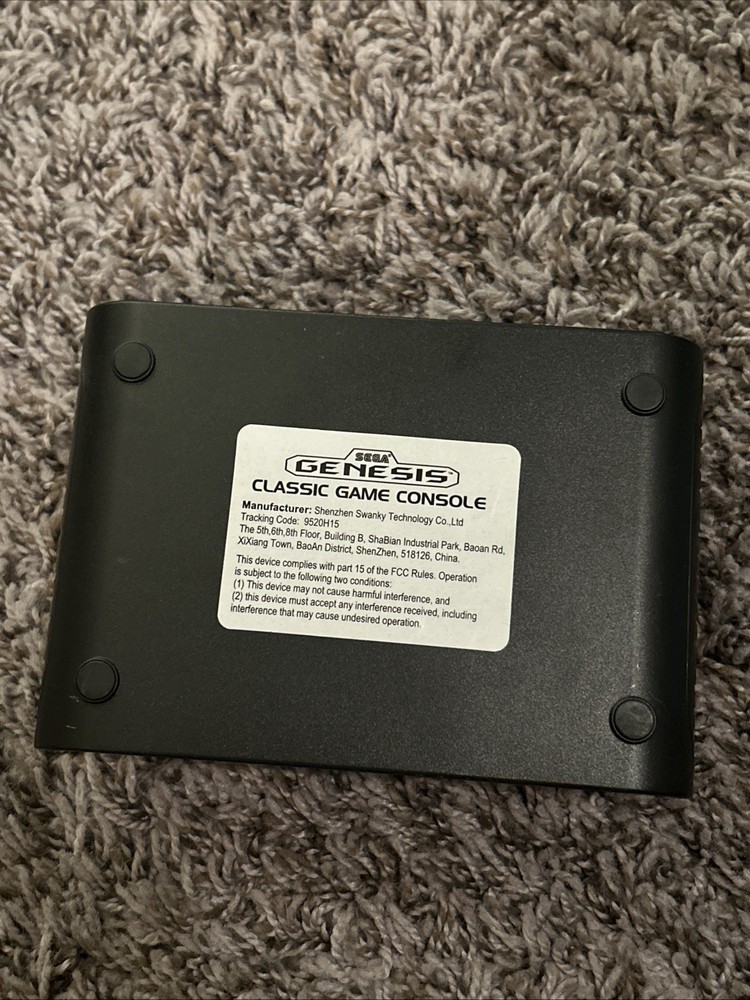 SEGA®
GENESIS™
CLASSIC GAME CONSOLE
Manufacturer: Shenzhen Swanky Technology Co.,Ltd
Tracking Code: 9520H15
The 5th,6th,8th Floor, Building B, ShaBian Industrial Park, Baoan Rd,
XiXiang Town, BaoAn District, ShenZhen, 518126, China.
This device complies with part 15 of the FCC Rules. Operation
is subject to the following two conditions:
(1) This device may not cause harmful interference, and
(2) this device must accept any interference received, including
interference that may cause undesired operation.